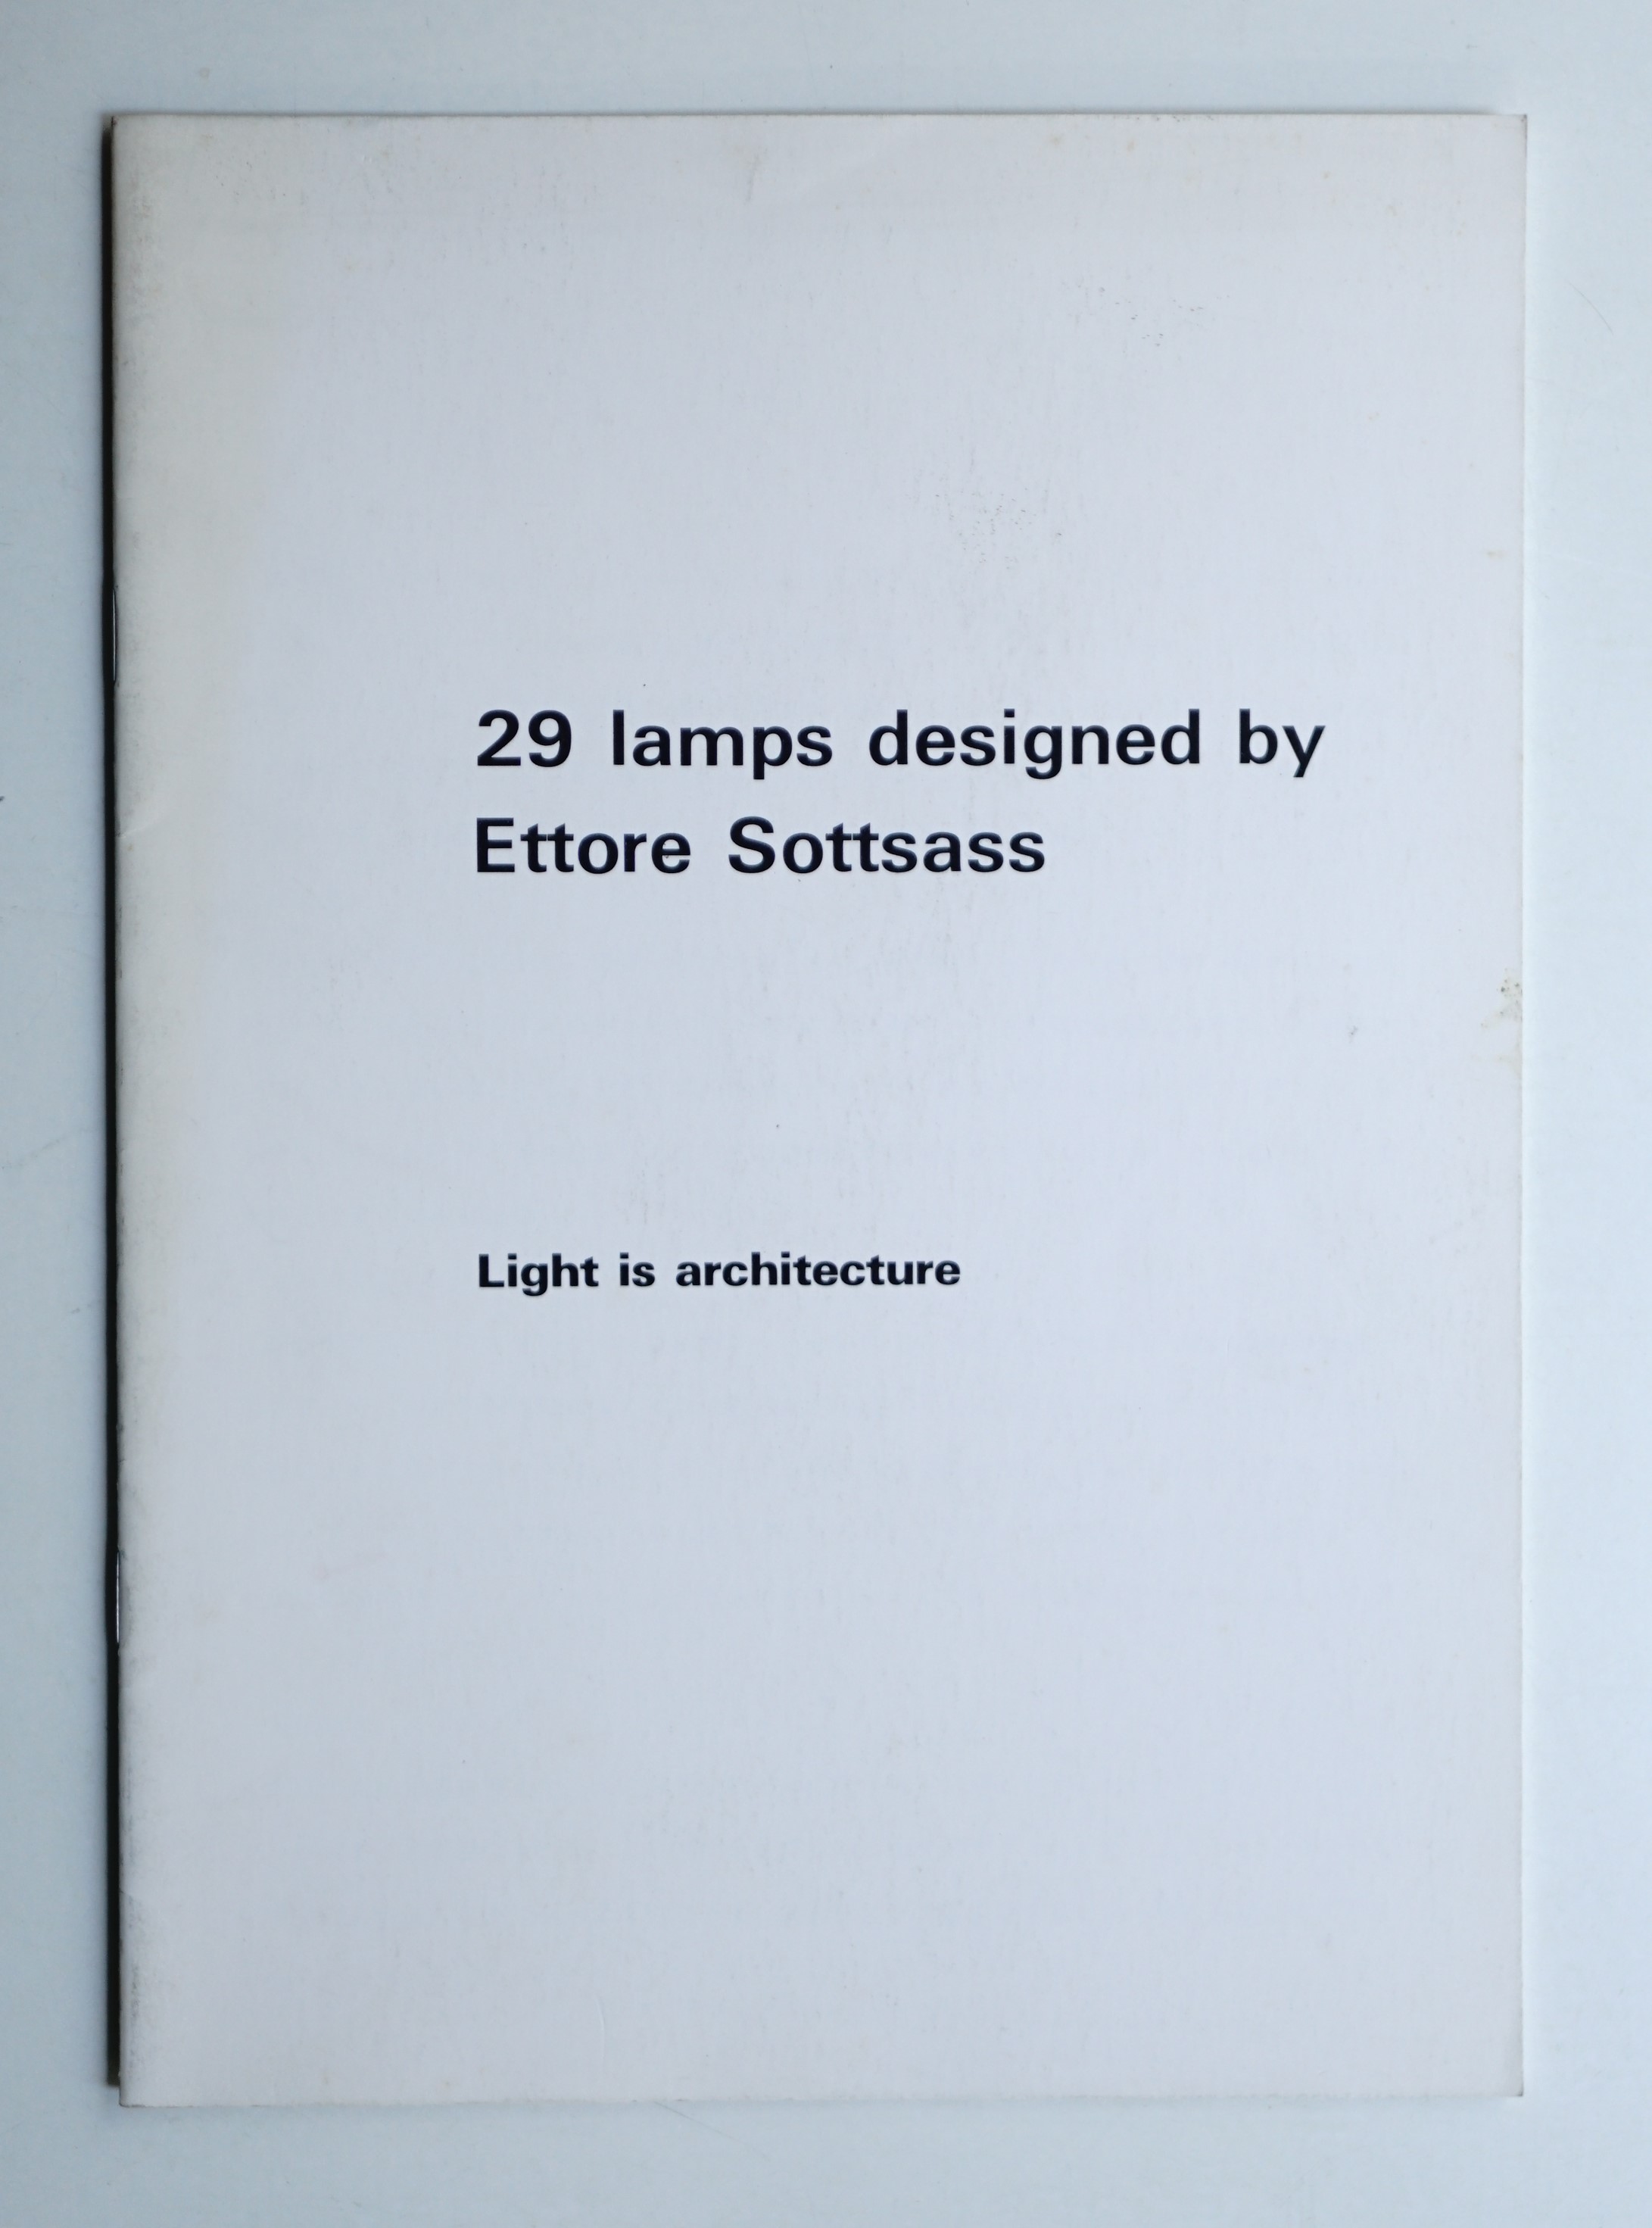 29 lamps designed by
Ettore Sottsass
Light is architecture